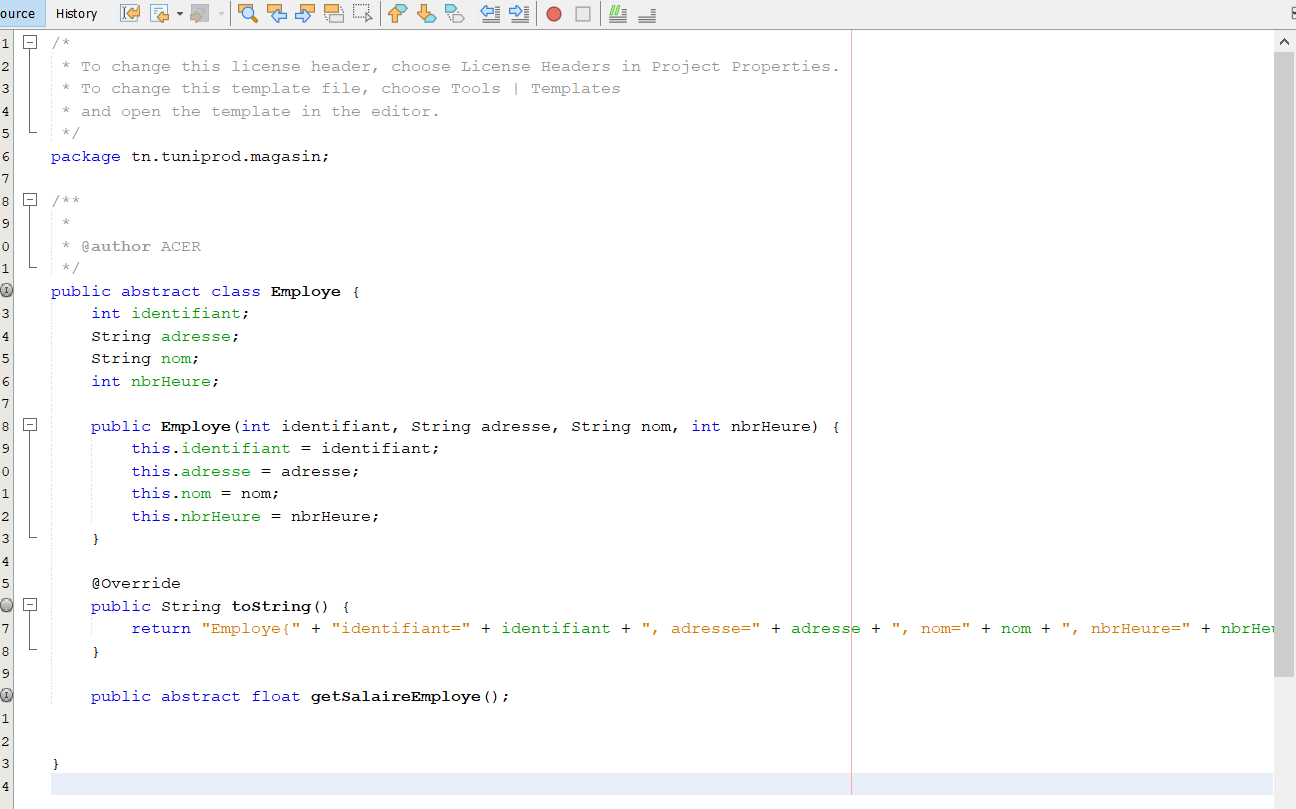 ource History
1 /*
2 * To change this license header, choose License Headers in Project Properties.
3 * To change this template file, choose Tools | Templates
4 * and open the template in the editor.
5 */
6 package tn.tuniprod.magasin;
7
8 /**
9 *
0 * @author ACER
1 */
public abstract class Employe {
3 int identifiant;
4 String adresse;
5 String nom;
6 int nbrHeure;
7
8 public Employe(int identifiant, String adresse, String nom, int nbrHeure) {
9 this.identifiant = identifiant;
0 this.adresse = adresse;
1 this.nom = nom;
2 this.nbrHeure = nbrHeure;
3 }
4
5 @Override
public String toString() {
7 return "Employe{" + "identifiant=" + identifiant + ", adresse=" + adresse + ", nom=" + nom + ", nbrHeure=" + nbrHeu
8 }
9
public abstract float getSalaireEmploye();
1
2
3 }
4